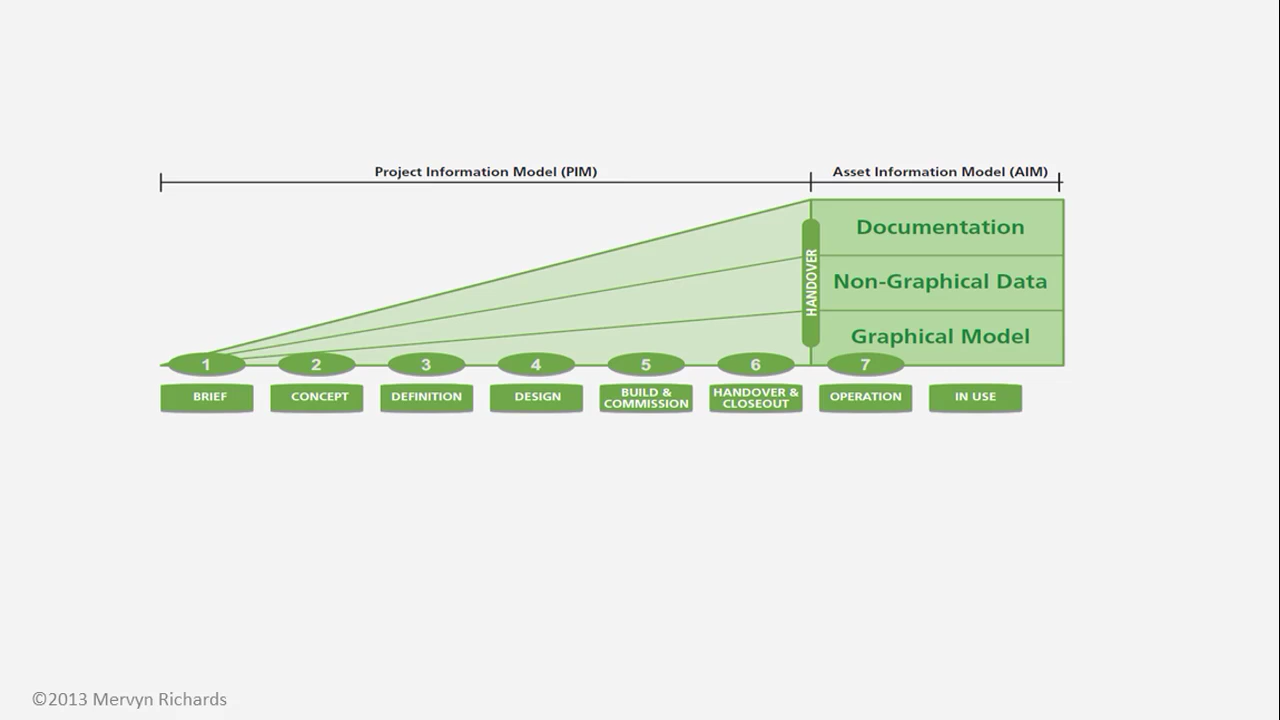 Project Information Model (PIM)
Asset Information Model (AIM)
Documentation
Non-Graphical Data
Graphical Model
HANDOVER
1
2
3
4
5
6
7
BRIEF
CONCEPT
DEFINITION
DESIGN
BUILD &
COMMISSION
HANDOVER &
CLOSEOUT
OPERATION
IN USE
©2013 Mervyn Richards